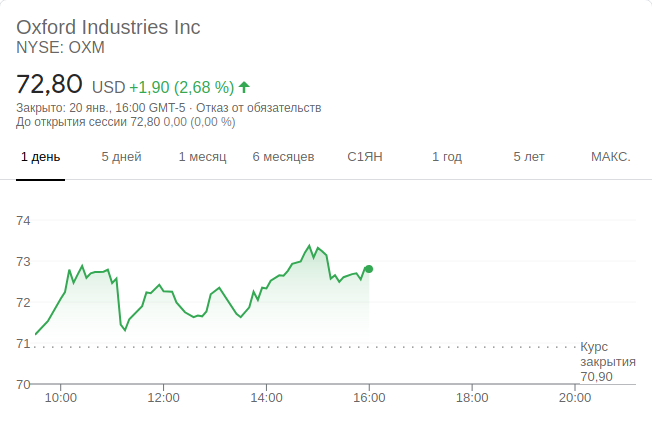 Oxford Industries Inc
NYSE: OXM
72,80 USD +1,90 (2,68 %)
Закрыто: 20 янв., 16:00 GMT-5 · Отказ от обязательств
До открытия сессии 72,80 0,00 (0,00 %)
1 день 5 дней 1 месяц 6 месяцев С1ЯН 1 год 5 лет МАКС.
74
73
72
71
Курс
закрытия
70,90
70
10:00 12:00 14:00 16:00 18:00 20:00